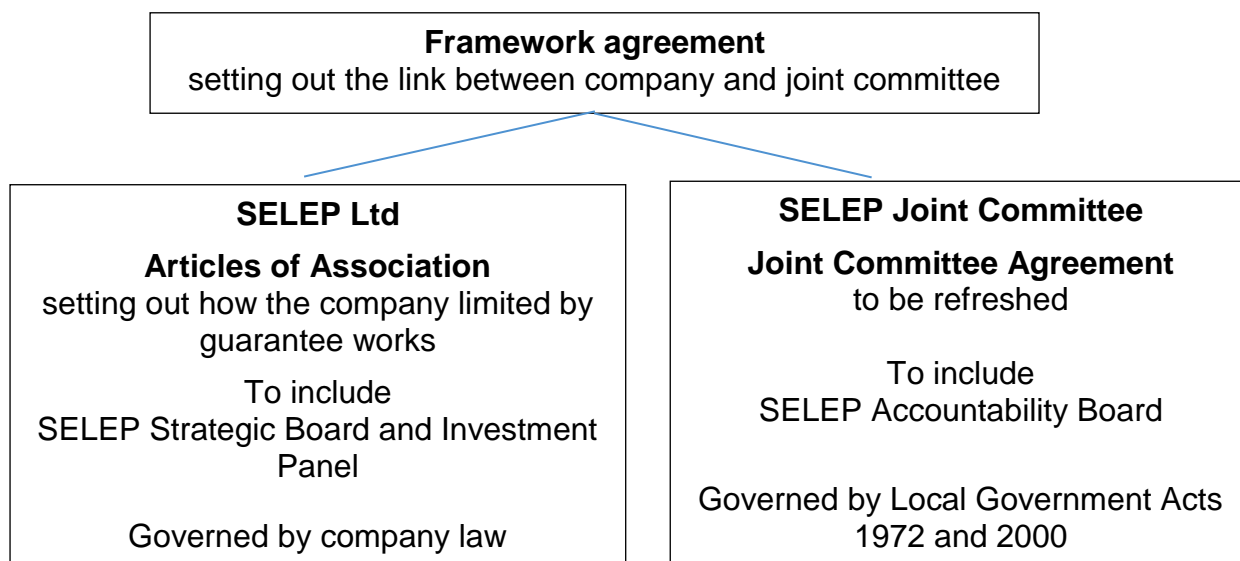 Framework agreement
setting out the link between company and joint committee
SELEP Ltd
Articles of Association
setting out how the company limited by
guarantee works
To include
SELEP Strategic Board and Investment
Panel
Governed by company law
SELEP Joint Committee
Joint Committee Agreement
to be refreshed
To include
SELEP Accountability Board
Governed by Local Government Acts
1972 and 2000